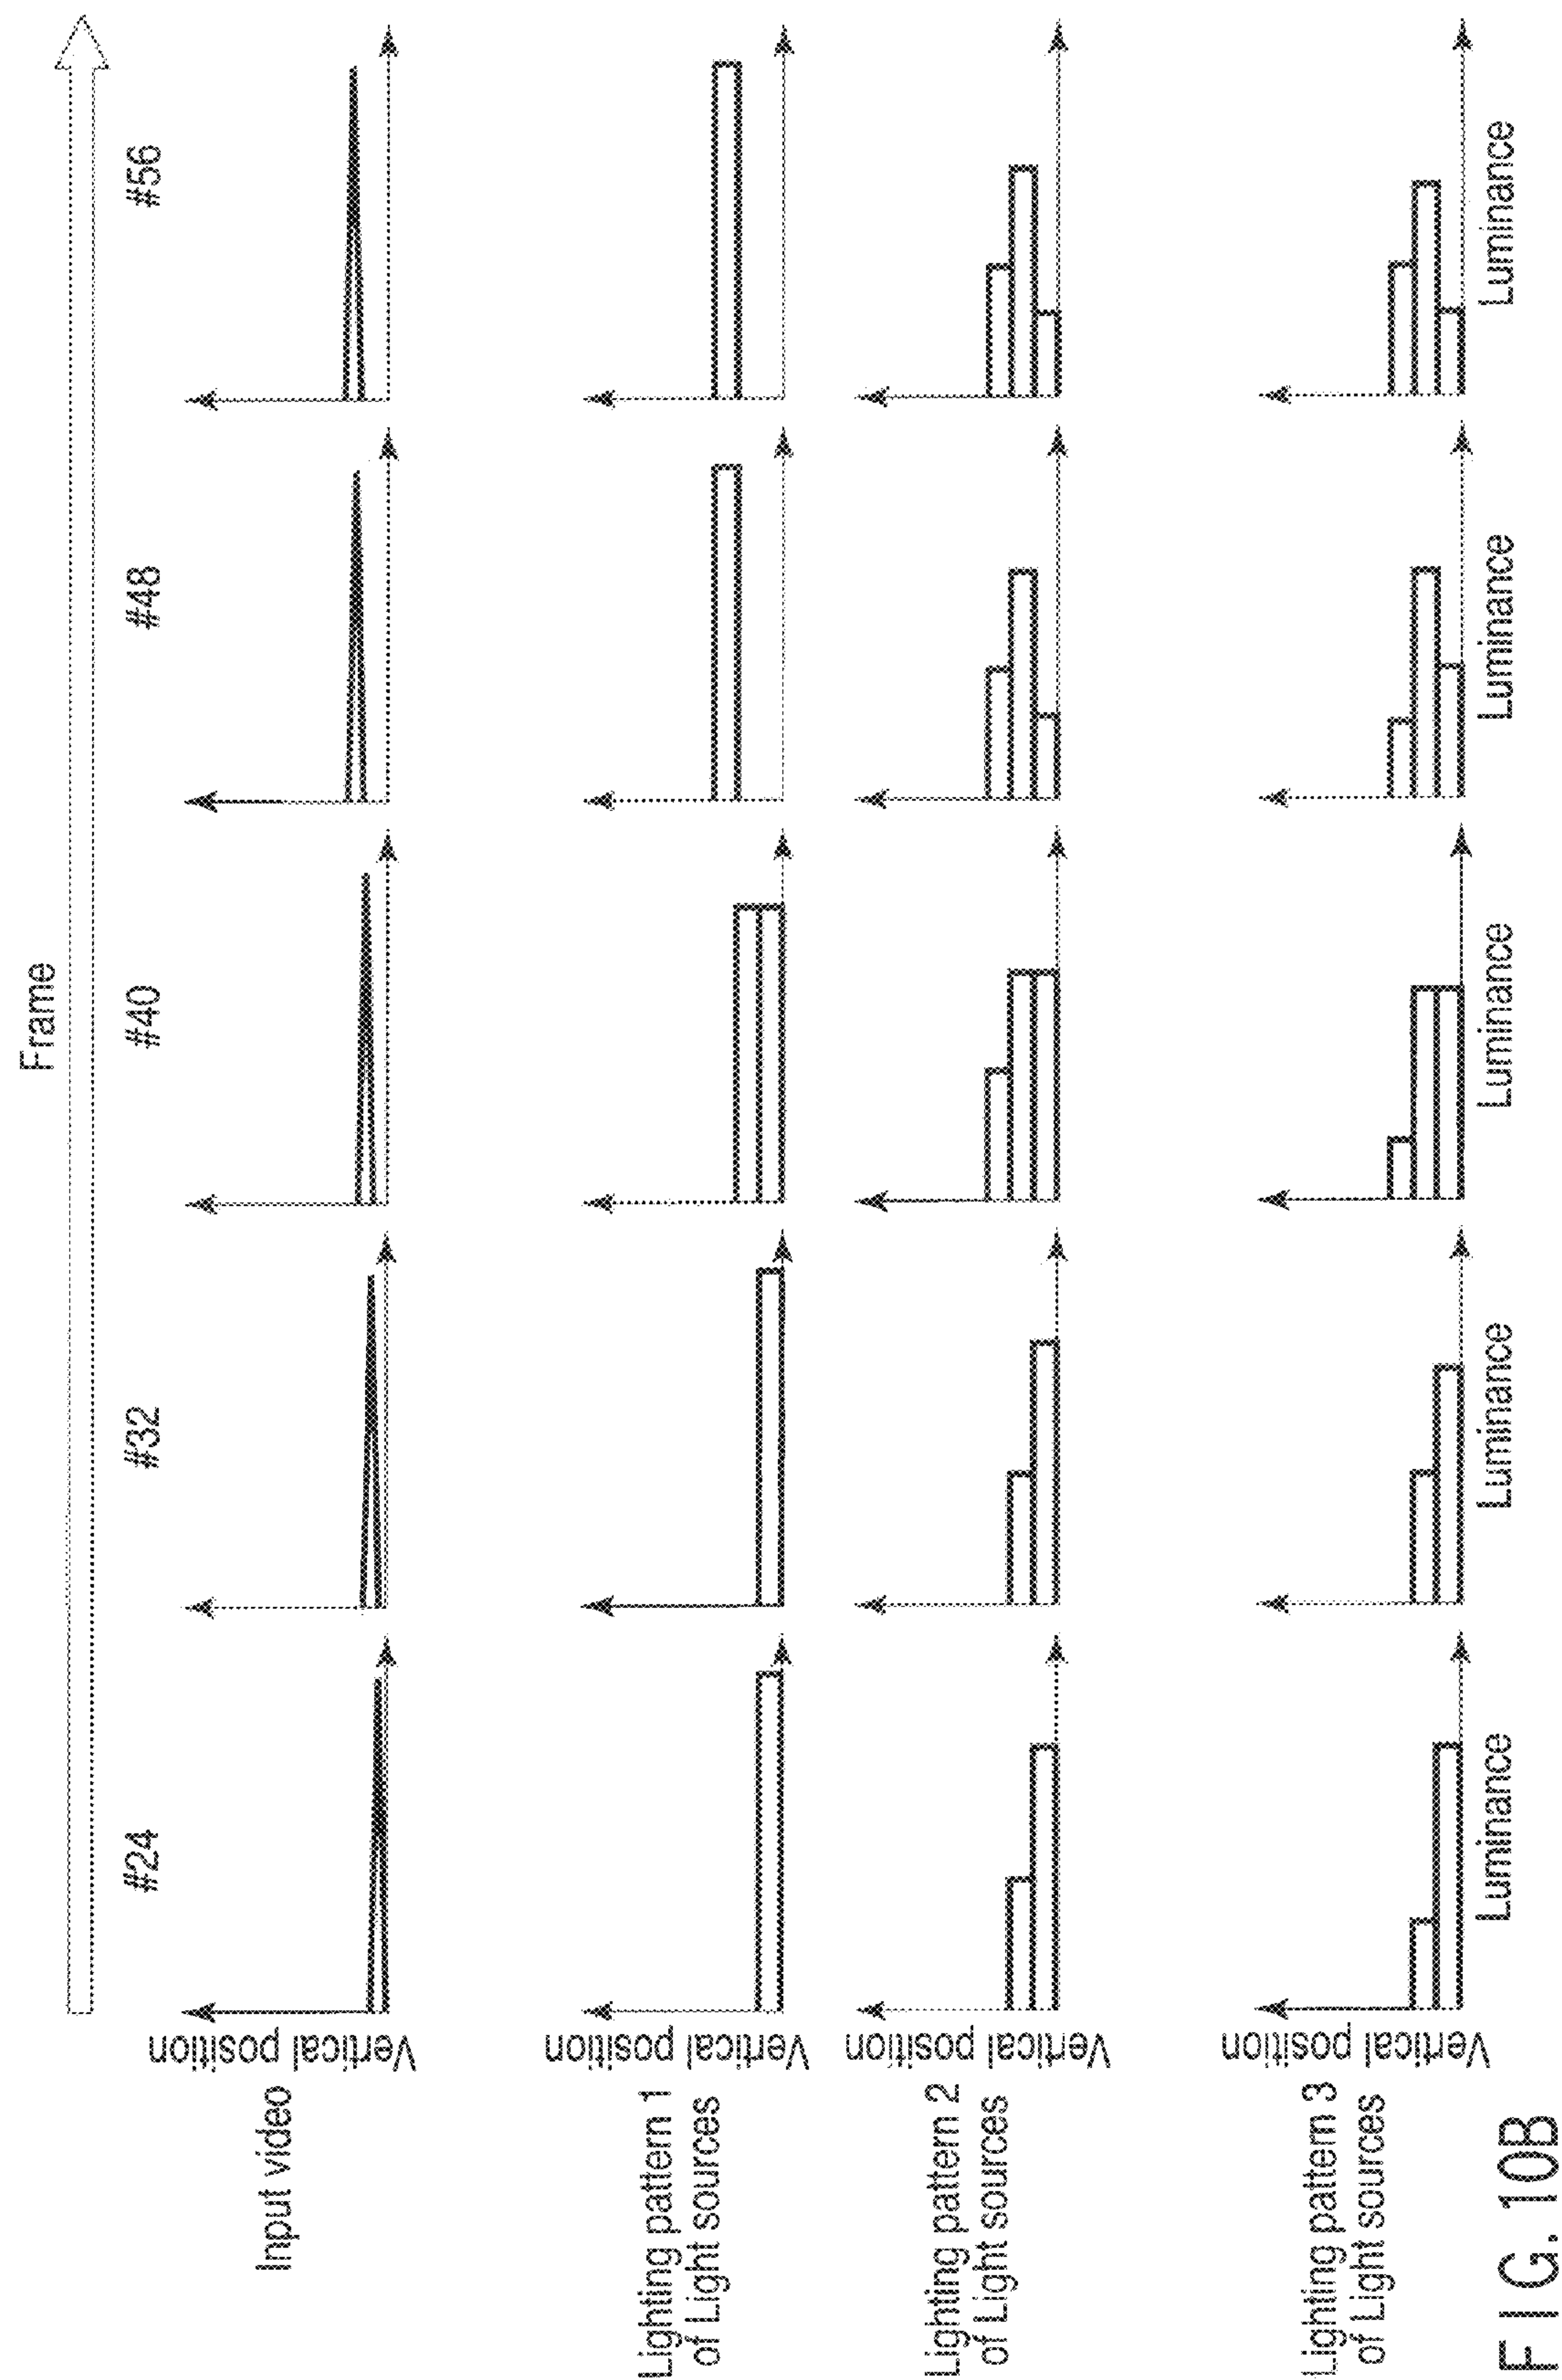 Frame
#24
#32
#40
#48
#56
Input video
Vertical position
Lighting pattern 1
of Light sources
Vertical position
Lighting pattern 2
of Light sources
Vertical position
Lighting pattern 3
of Light sources
Vertical position
Luminance
Luminance
Luminance
Luminance
Luminance
FIG. 10B